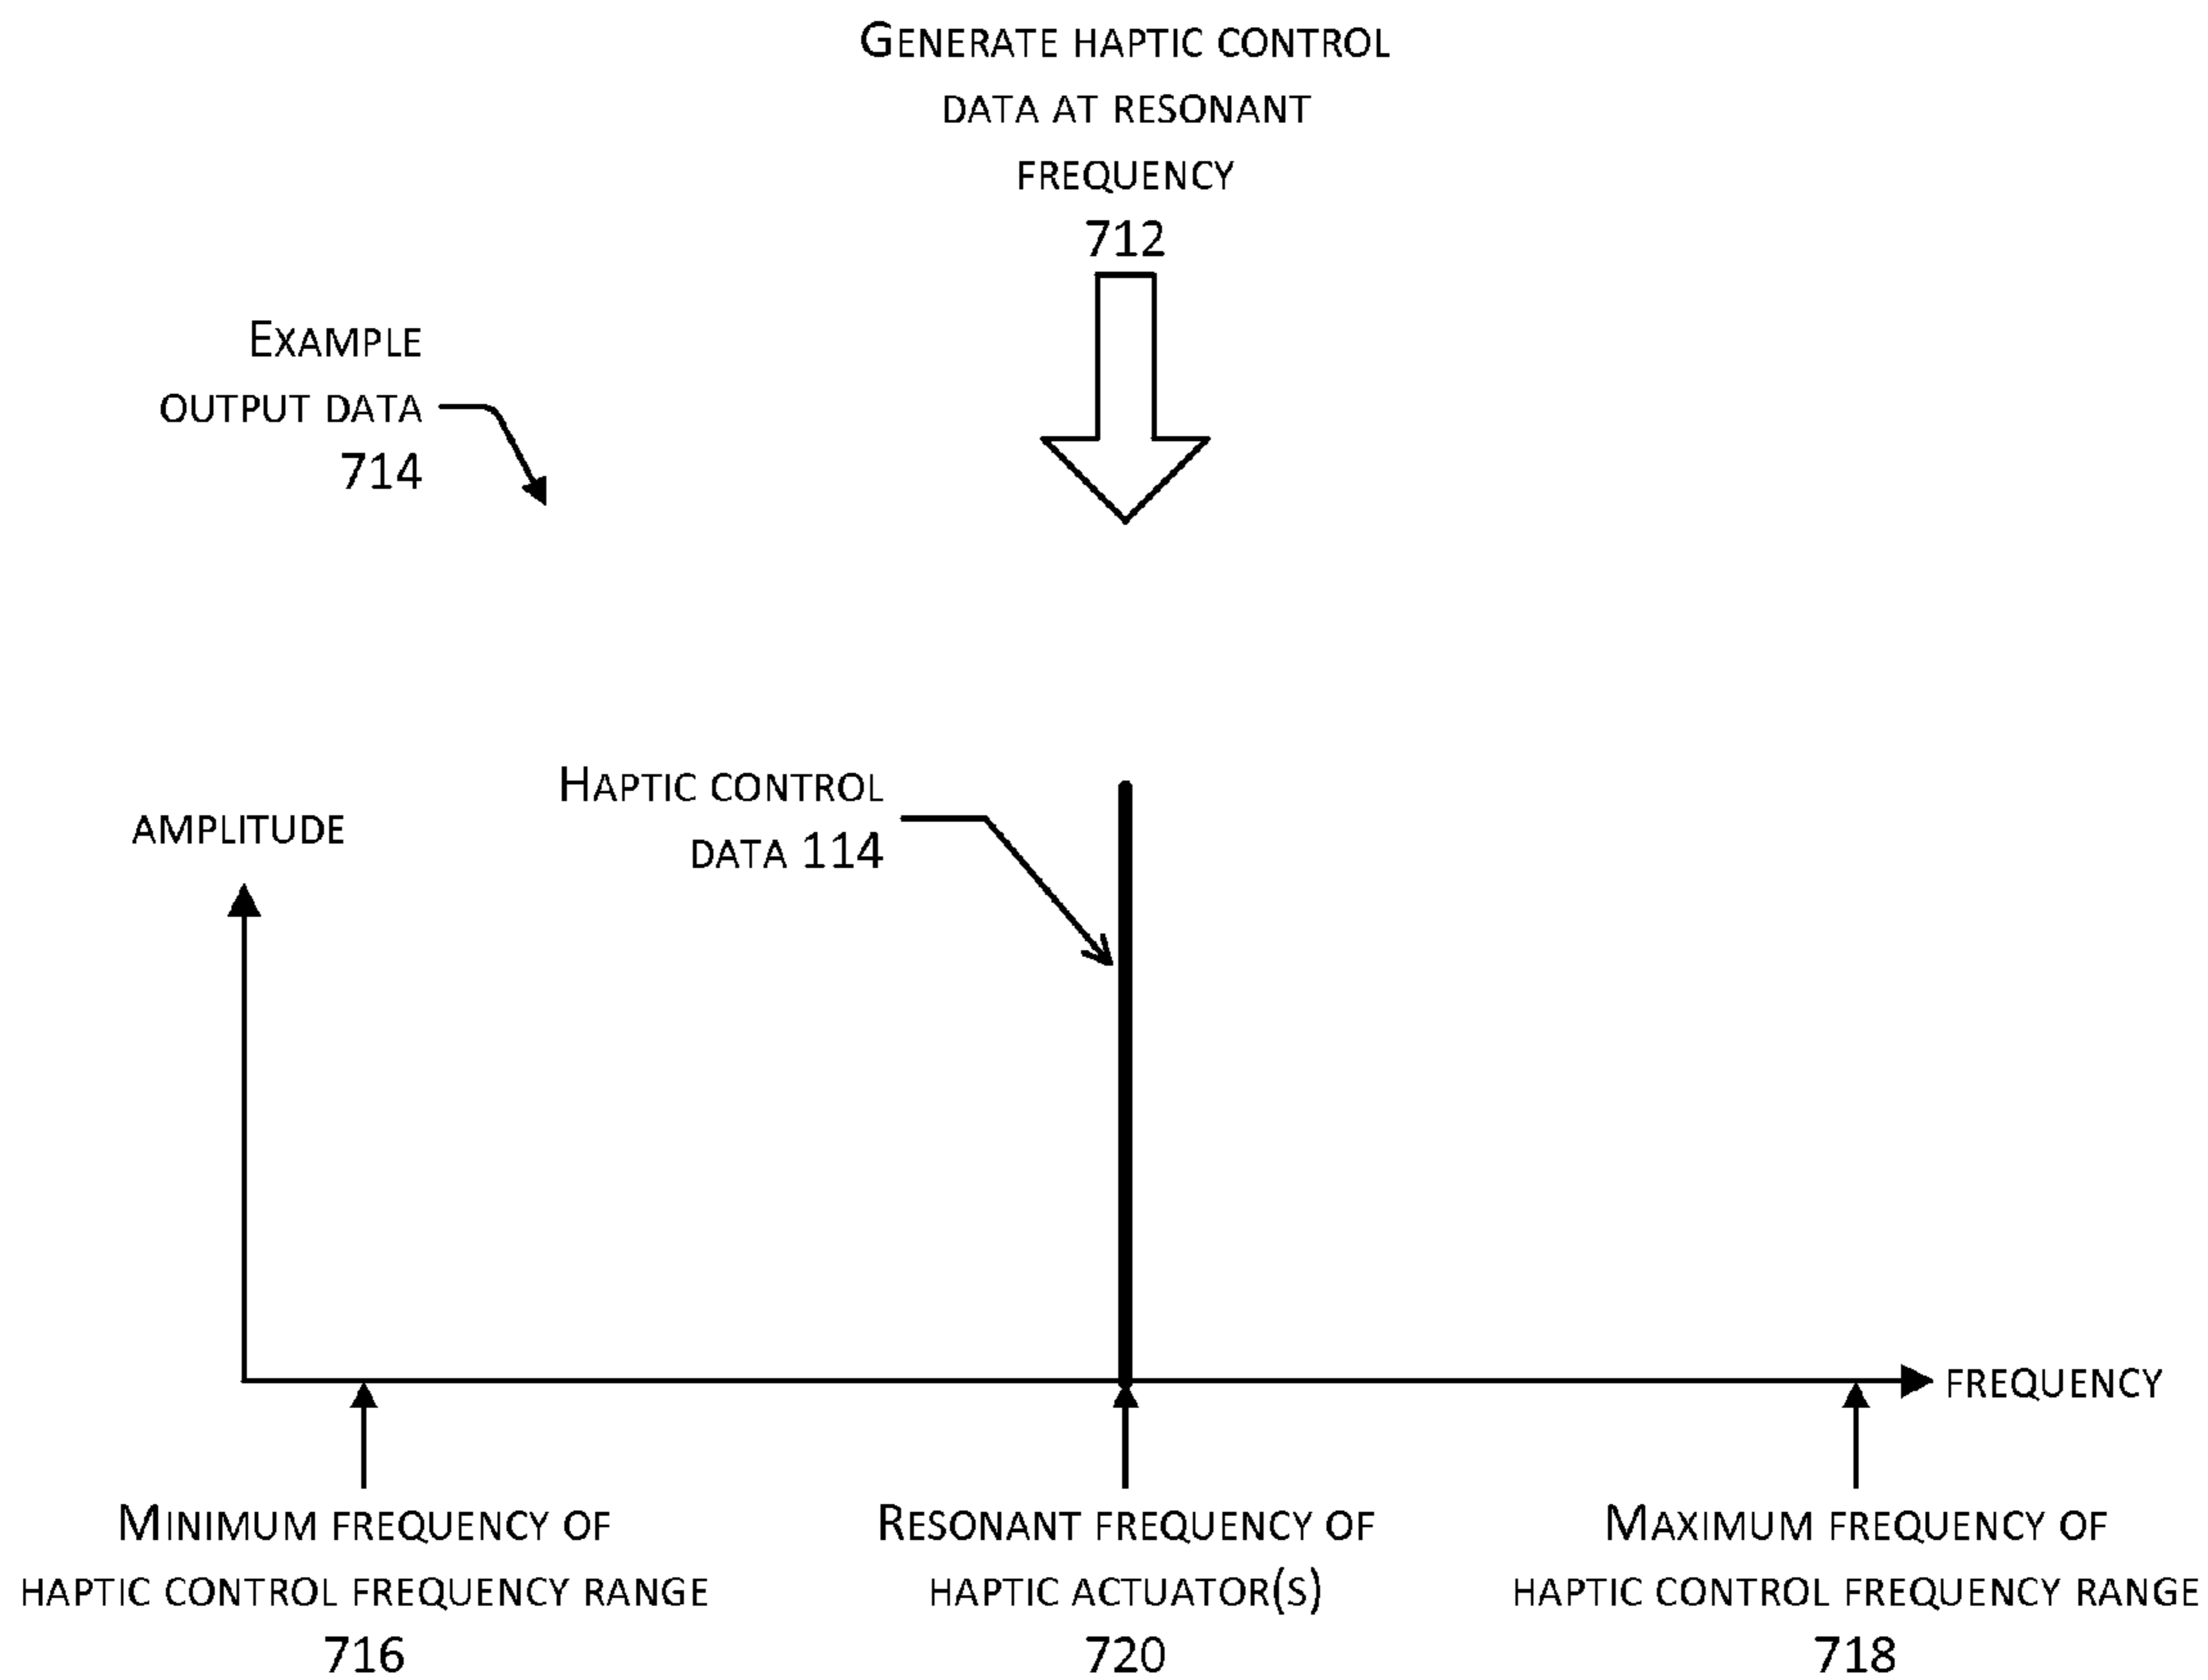 GENERATE HAPTIC CONTROL
DATA AT RESONANT
FREQUENCY
712
EXAMPLE
OUTPUT DATA
714
HAPTIC CONTROL
DATA 114
AMPLITUDE
FREQUENCY
MINIMUM FREQUENCY OF
HAPTIC CONTROL FREQUENCY RANGE
716
RESONANT FREQUENCY OF
HAPTIC ACTUATOR(S)
720
MAXIMUM FREQUENCY OF
HAPTIC CONTROL FREQUENCY RANGE
718